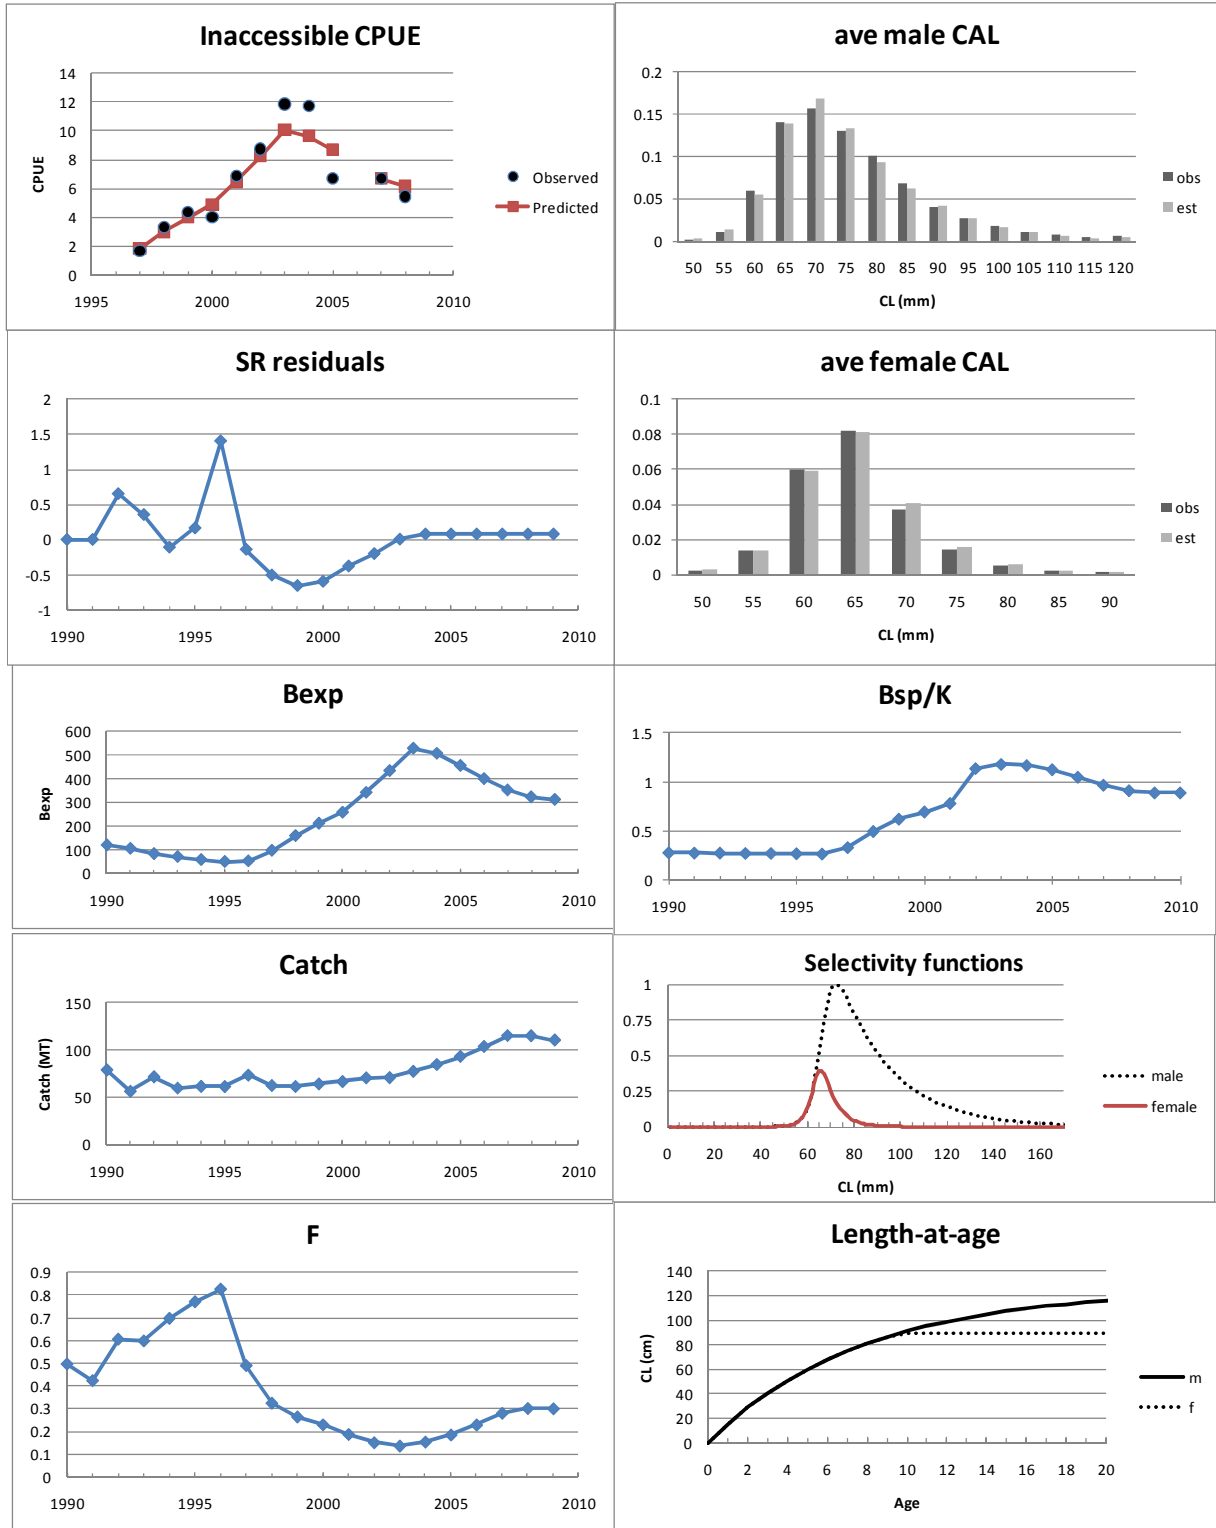 Inaccessible CPUE
14
12
10
8
6
4
2
0
CPUE
1995 2000 2005 2010
Observed
Predicted
ave male CAL
0.2
0.15
0.1
0.05
0
50 55 60 65 70 75 80 85 90 95 100 105 110 115 120
CL (mm)
obs
est
SR residuals
2
1.5
1
0.5
0
-0.5
-1
1990 1995 2000 2005 2010
ave female CAL
0.1
0.08
0.06
0.04
0.02
0
50 55 60 65 70 75 80 85 90
CL (mm)
obs
est
Bexp
600
500
400
300
200
100
0
Bexp
1990 1995 2000 2005 2010
Bsp/K
1.5
1
0.5
0
1990 1995 2000 2005 2010
Catch
150
100
50
0
Catch (MT)
1990 1995 2000 2005 2010
Selectivity functions
1
0.75
0.5
0.25
0
0 20 40 60 80 100 120 140 160
CL (mm)
male
female
F
0.9
0.8
0.7
0.6
0.5
0.4
0.3
0.2
0.1
0
1990 1995 2000 2005 2010
Length-at-age
140
120
100
80
60
40
20
0
CL (cm)
0 2 4 6 8 10 12 14 16 18 20
Age
m
f